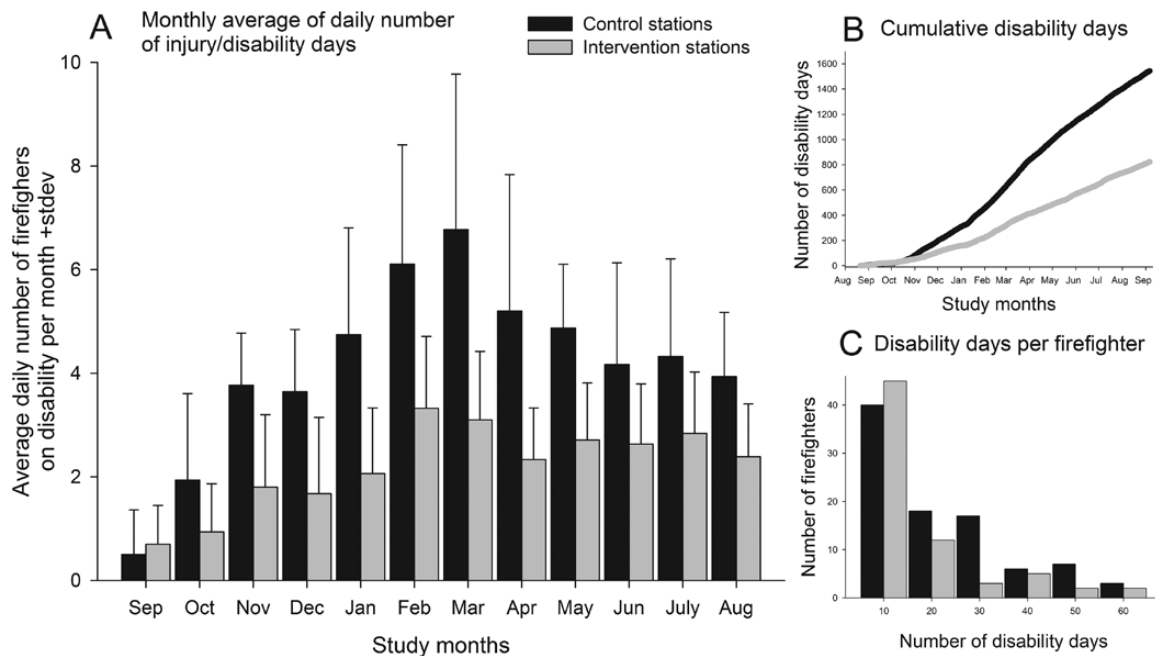 A Monthly average of daily number
of injury/disability days
Control stations
Intervention stations
Average daily number of firefighers
on disability per month +stdev
10
8
6
4
2
0
Sep Oct Nov Dec Jan Feb Mar Apr May Jun July Aug
Study months
B Cumulative disability days
Number of disability days
1600
1400
1200
1000
800
600
400
200
0
Aug Sep Oct Nov Dec Jan Feb Mar Apr May Jun Jul Aug Sep
Study months
C Disability days per firefighter
Number of firefighters
40
30
20
10
0
10 20 30 40 50 60
Number of disability days